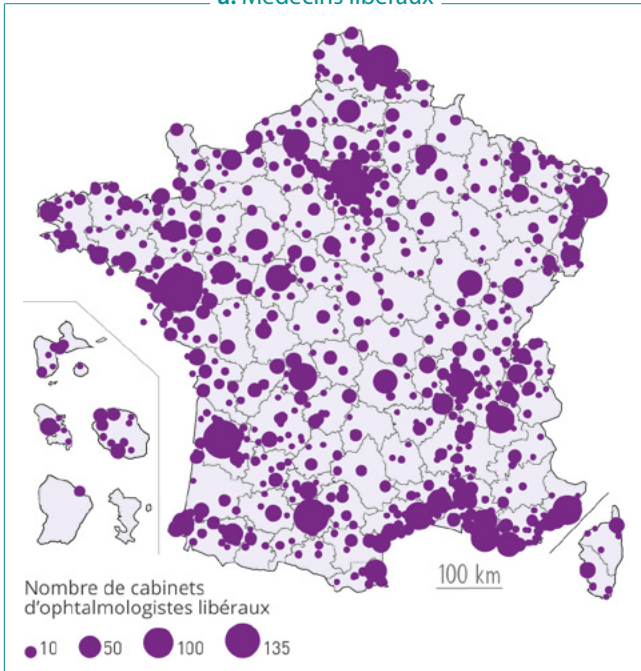 a. Médecins libéraux
100 km
Nombre de cabinets
d'ophtalmologistes libéraux
10 50 100 135